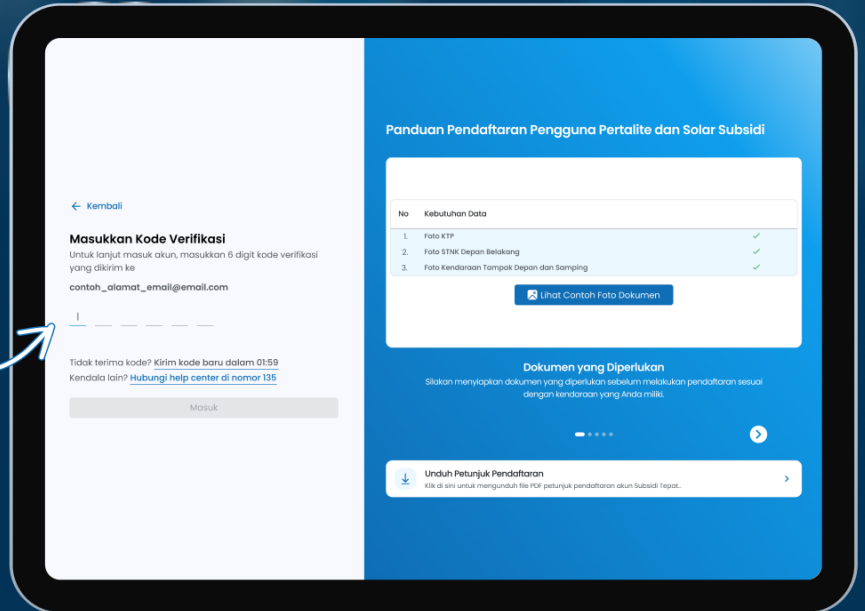 ← Kembali
Masukkan Kode Verifikasi
Untuk lanjut masuk akun, masukkan 6 digit kode verifikasi
yang dikirim ke
contoh_alamat_email@email.com
Tidak terima kode? Kirim kode baru dalam 01:59
Kendala lain? Hubungi help center di nomor 135
Masuk
Panduan Pendaftaran Pengguna Pertalite dan Solar Subsidi
No Kebutuhan Data
1. Foto KTP
2. Foto STNK Depan Belakang
3. Foto Kendaraan Tampak Depan dan Samping
Lihat Contoh Foto Dokumen
Dokumen yang Diperlukan
Silakan menyiapkan dokumen yang diperlukan sebelum melakukan pendaftaran sesuai
dengan kendaraan yang Anda miliki.
Unduh Petunjuk Pendaftaran
Klik di sini untuk mengunduh file PDF petunjuk pendaftaran akun Subsidi Tepat..